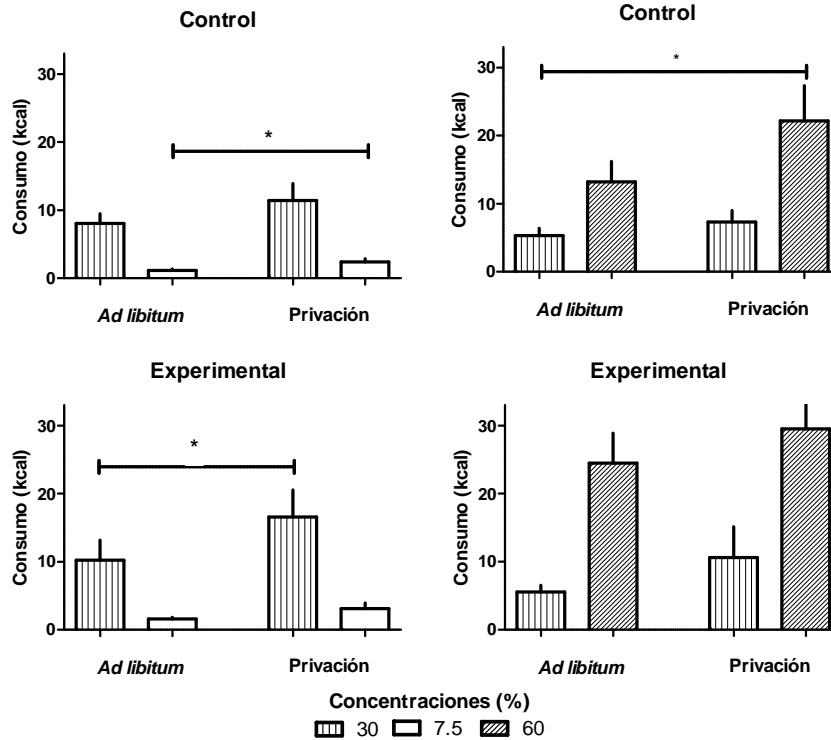 Control
Consumo (kcal)
30
20
10
0
*
Ad libitum Privación
Control
Consumo (kcal)
30
20
10
0
*
Ad libitum Privación
Experimental
Consumo (kcal)
30
20
10
0
*
Ad libitum Privación
Experimental
Consumo (kcal)
30
20
10
0
Ad libitum Privación
Concentraciones (%)
30 7.5 60